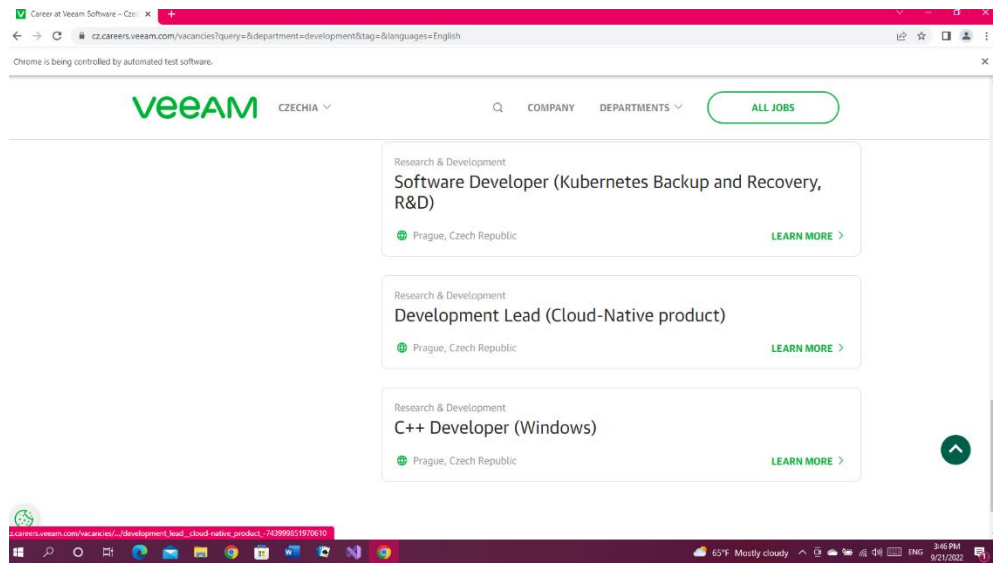 Career at Veeam Software – Czec
cz.careers.veeam.com/vacancies?query=&department=development&tag=&languages=English
Chrome is being controlled by automated test software.
veeAM CZECHIA COMPANY DEPARTMENTS ALL JOBS
Research & Development
Software Developer (Kubernetes Backup and Recovery,
R&D)
Prague, Czech Republic LEARN MORE
Research & Development
Development Lead (Cloud-Native product)
Prague, Czech Republic LEARN MORE
Research & Development
C++ Developer (Windows)
Prague, Czech Republic LEARN MORE
z.careers.veeam.com/vacancies/.../development_lead__cloud-native_product_-743999851970610
65°F Mostly cloudy ENG 3:46 PM
9/21/2022